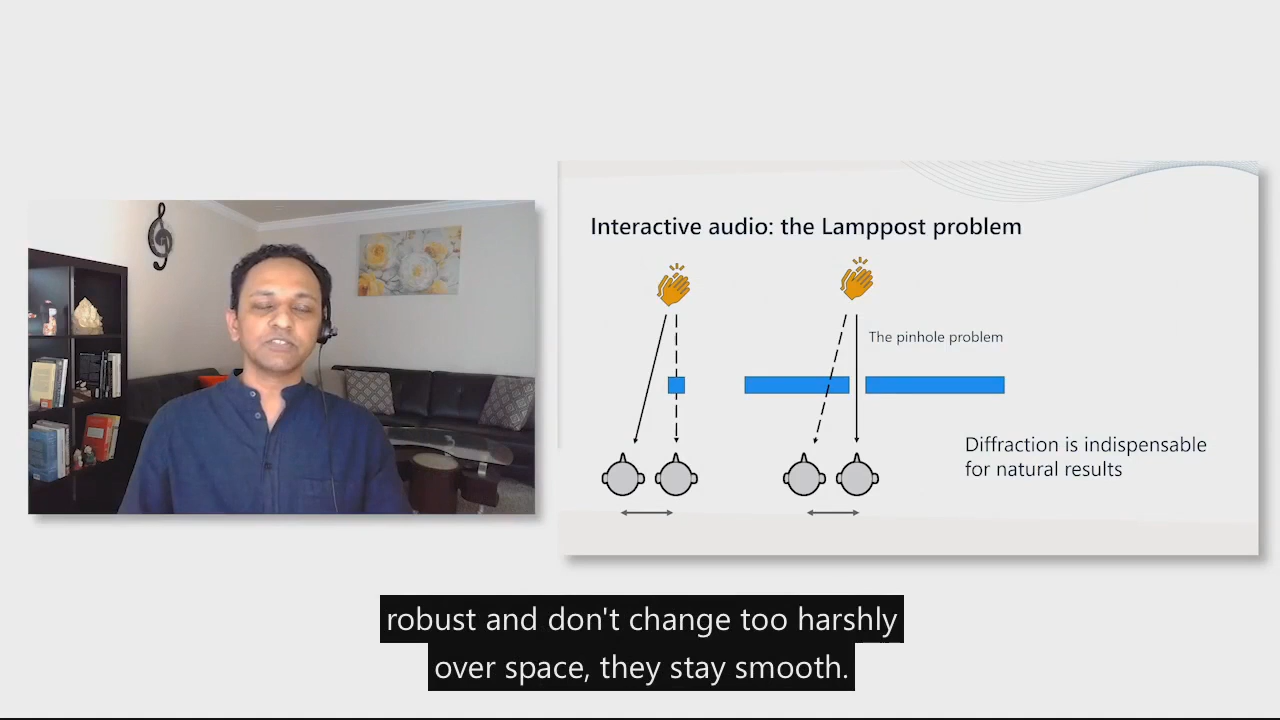 Interactive audio: the Lamppost problem
The pinhole problem
Diffraction is indispensable
for natural results
robust and don't change too harshly
over space, they stay smooth.